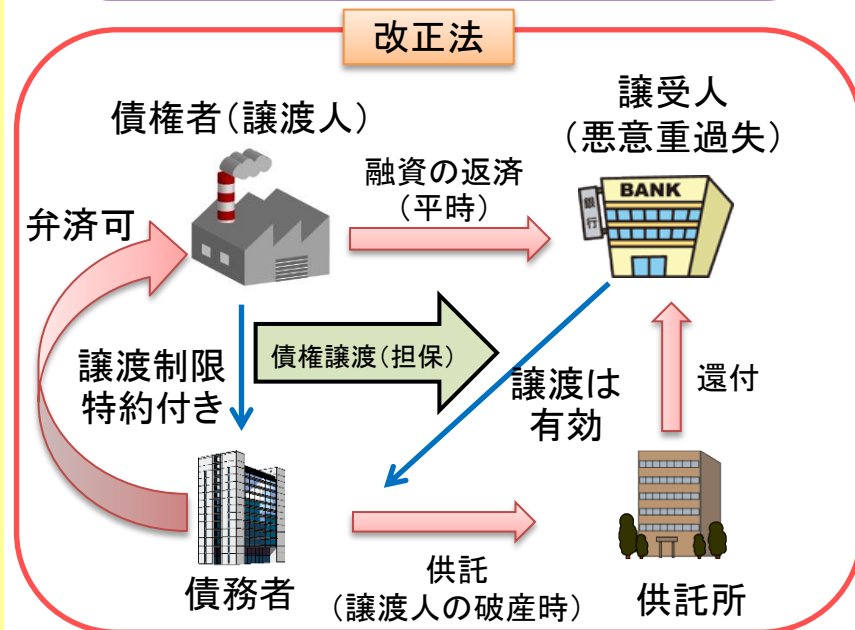 改正法
債権者(譲渡人)
譲受人
(悪意重過失)
融資の返済
(平時)
BANK
銀行
弁済可
債権譲渡(担保)
譲渡制限
特約付き
譲渡は
有効
還付
債務者
供託
(譲渡人の破産時)
供託所